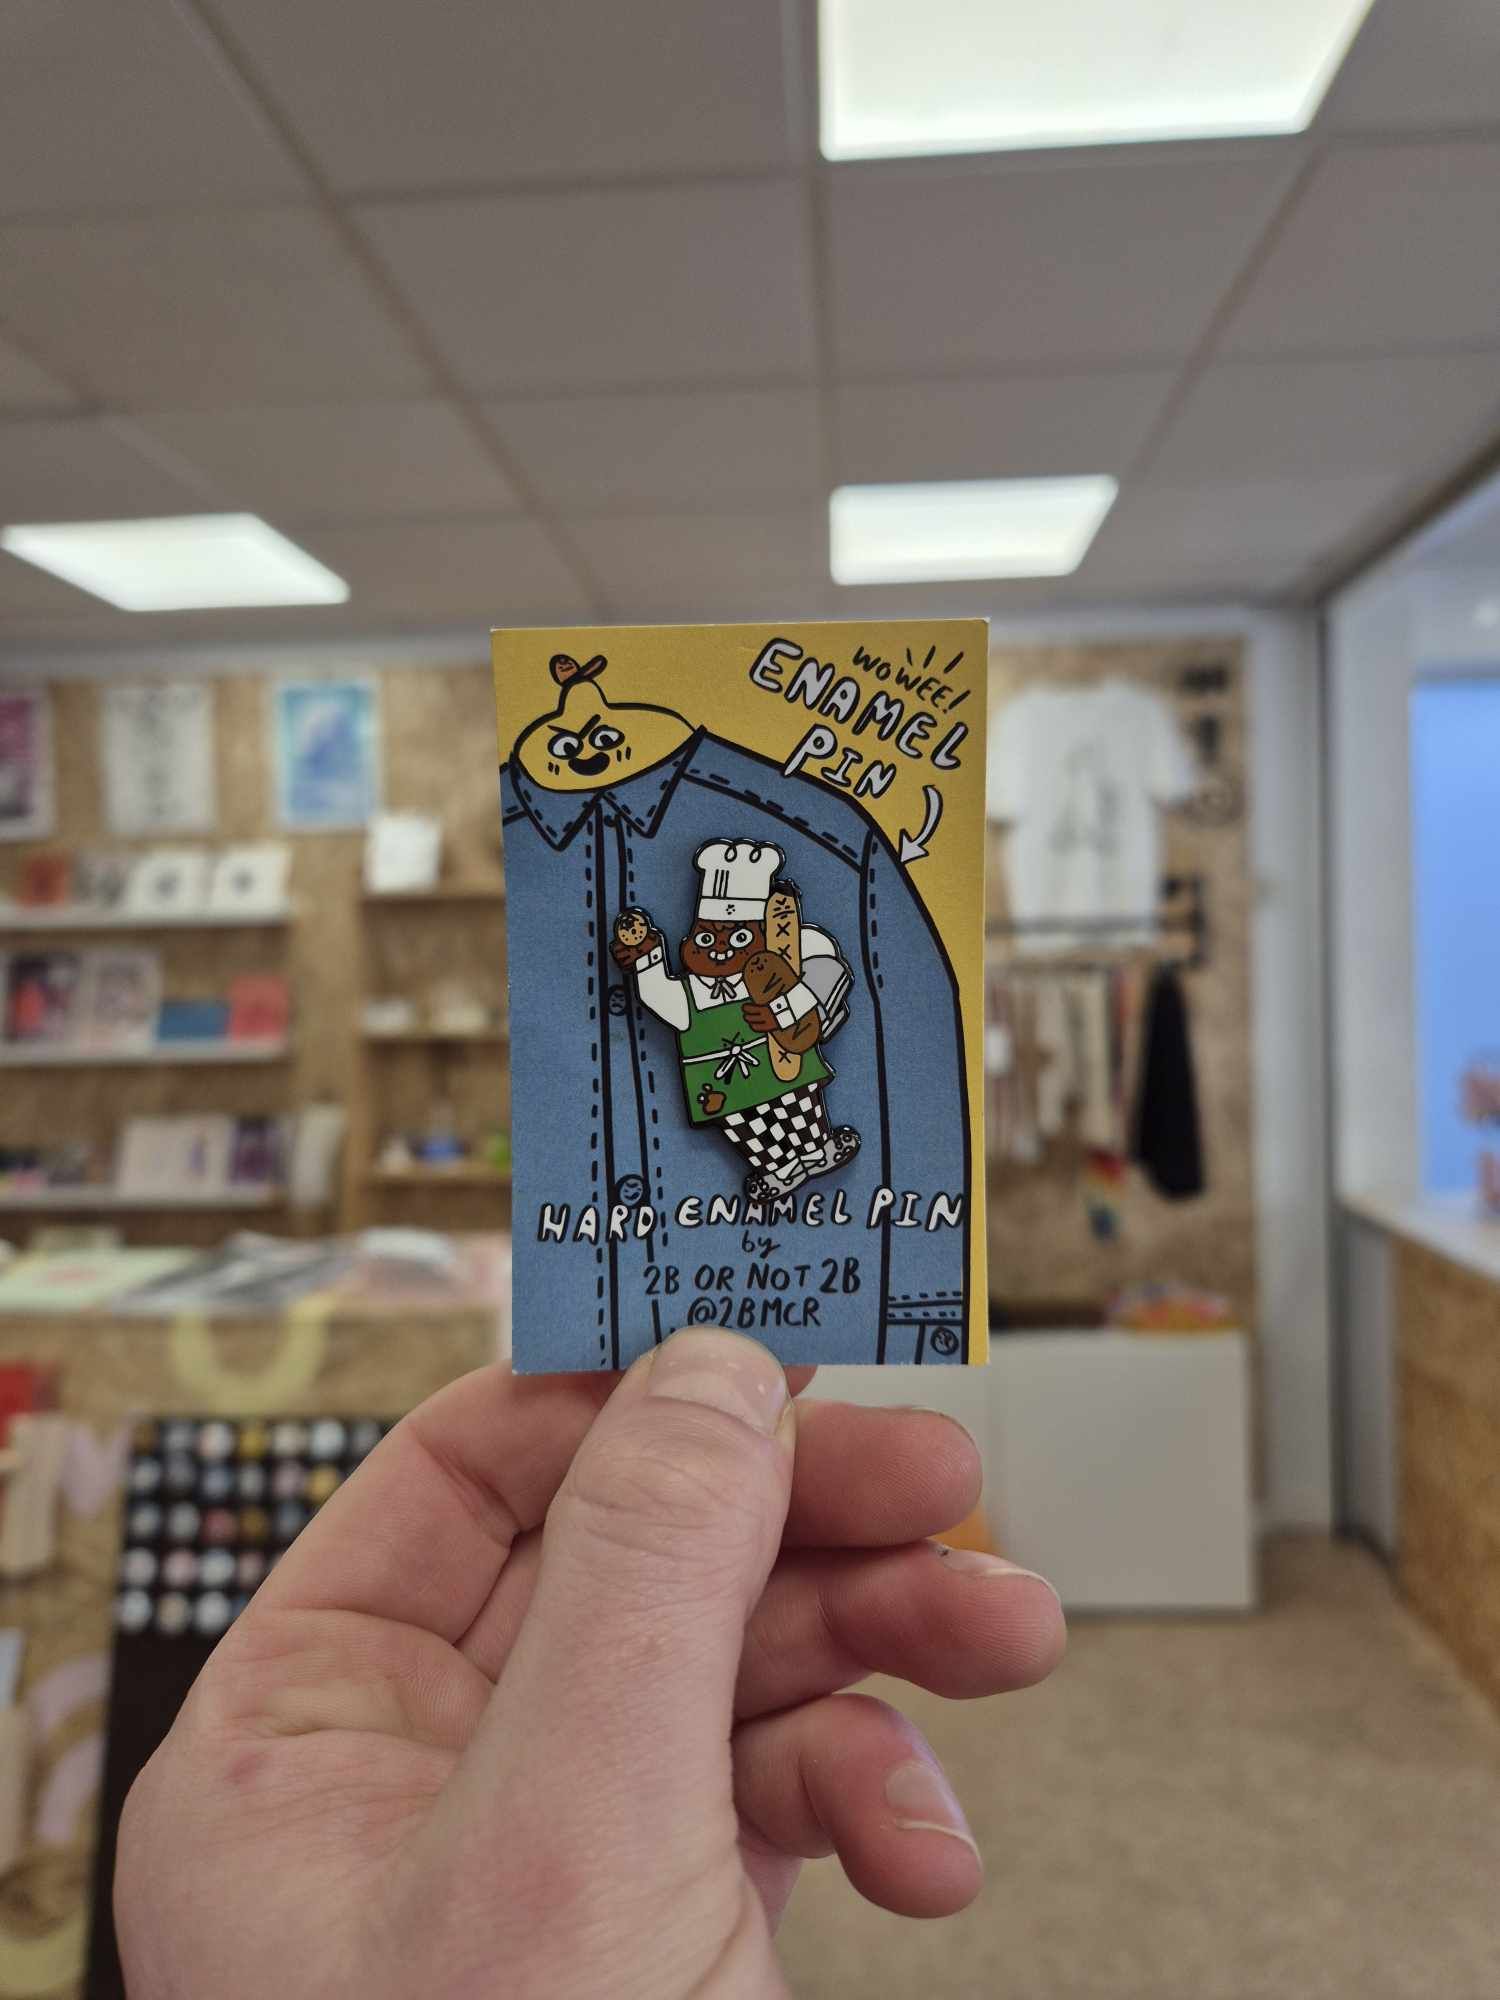 WOWEE!
ENAMEL
PIN
HARD ENAMEL PIN
by
2B OR NOT 2B
@2BMCR